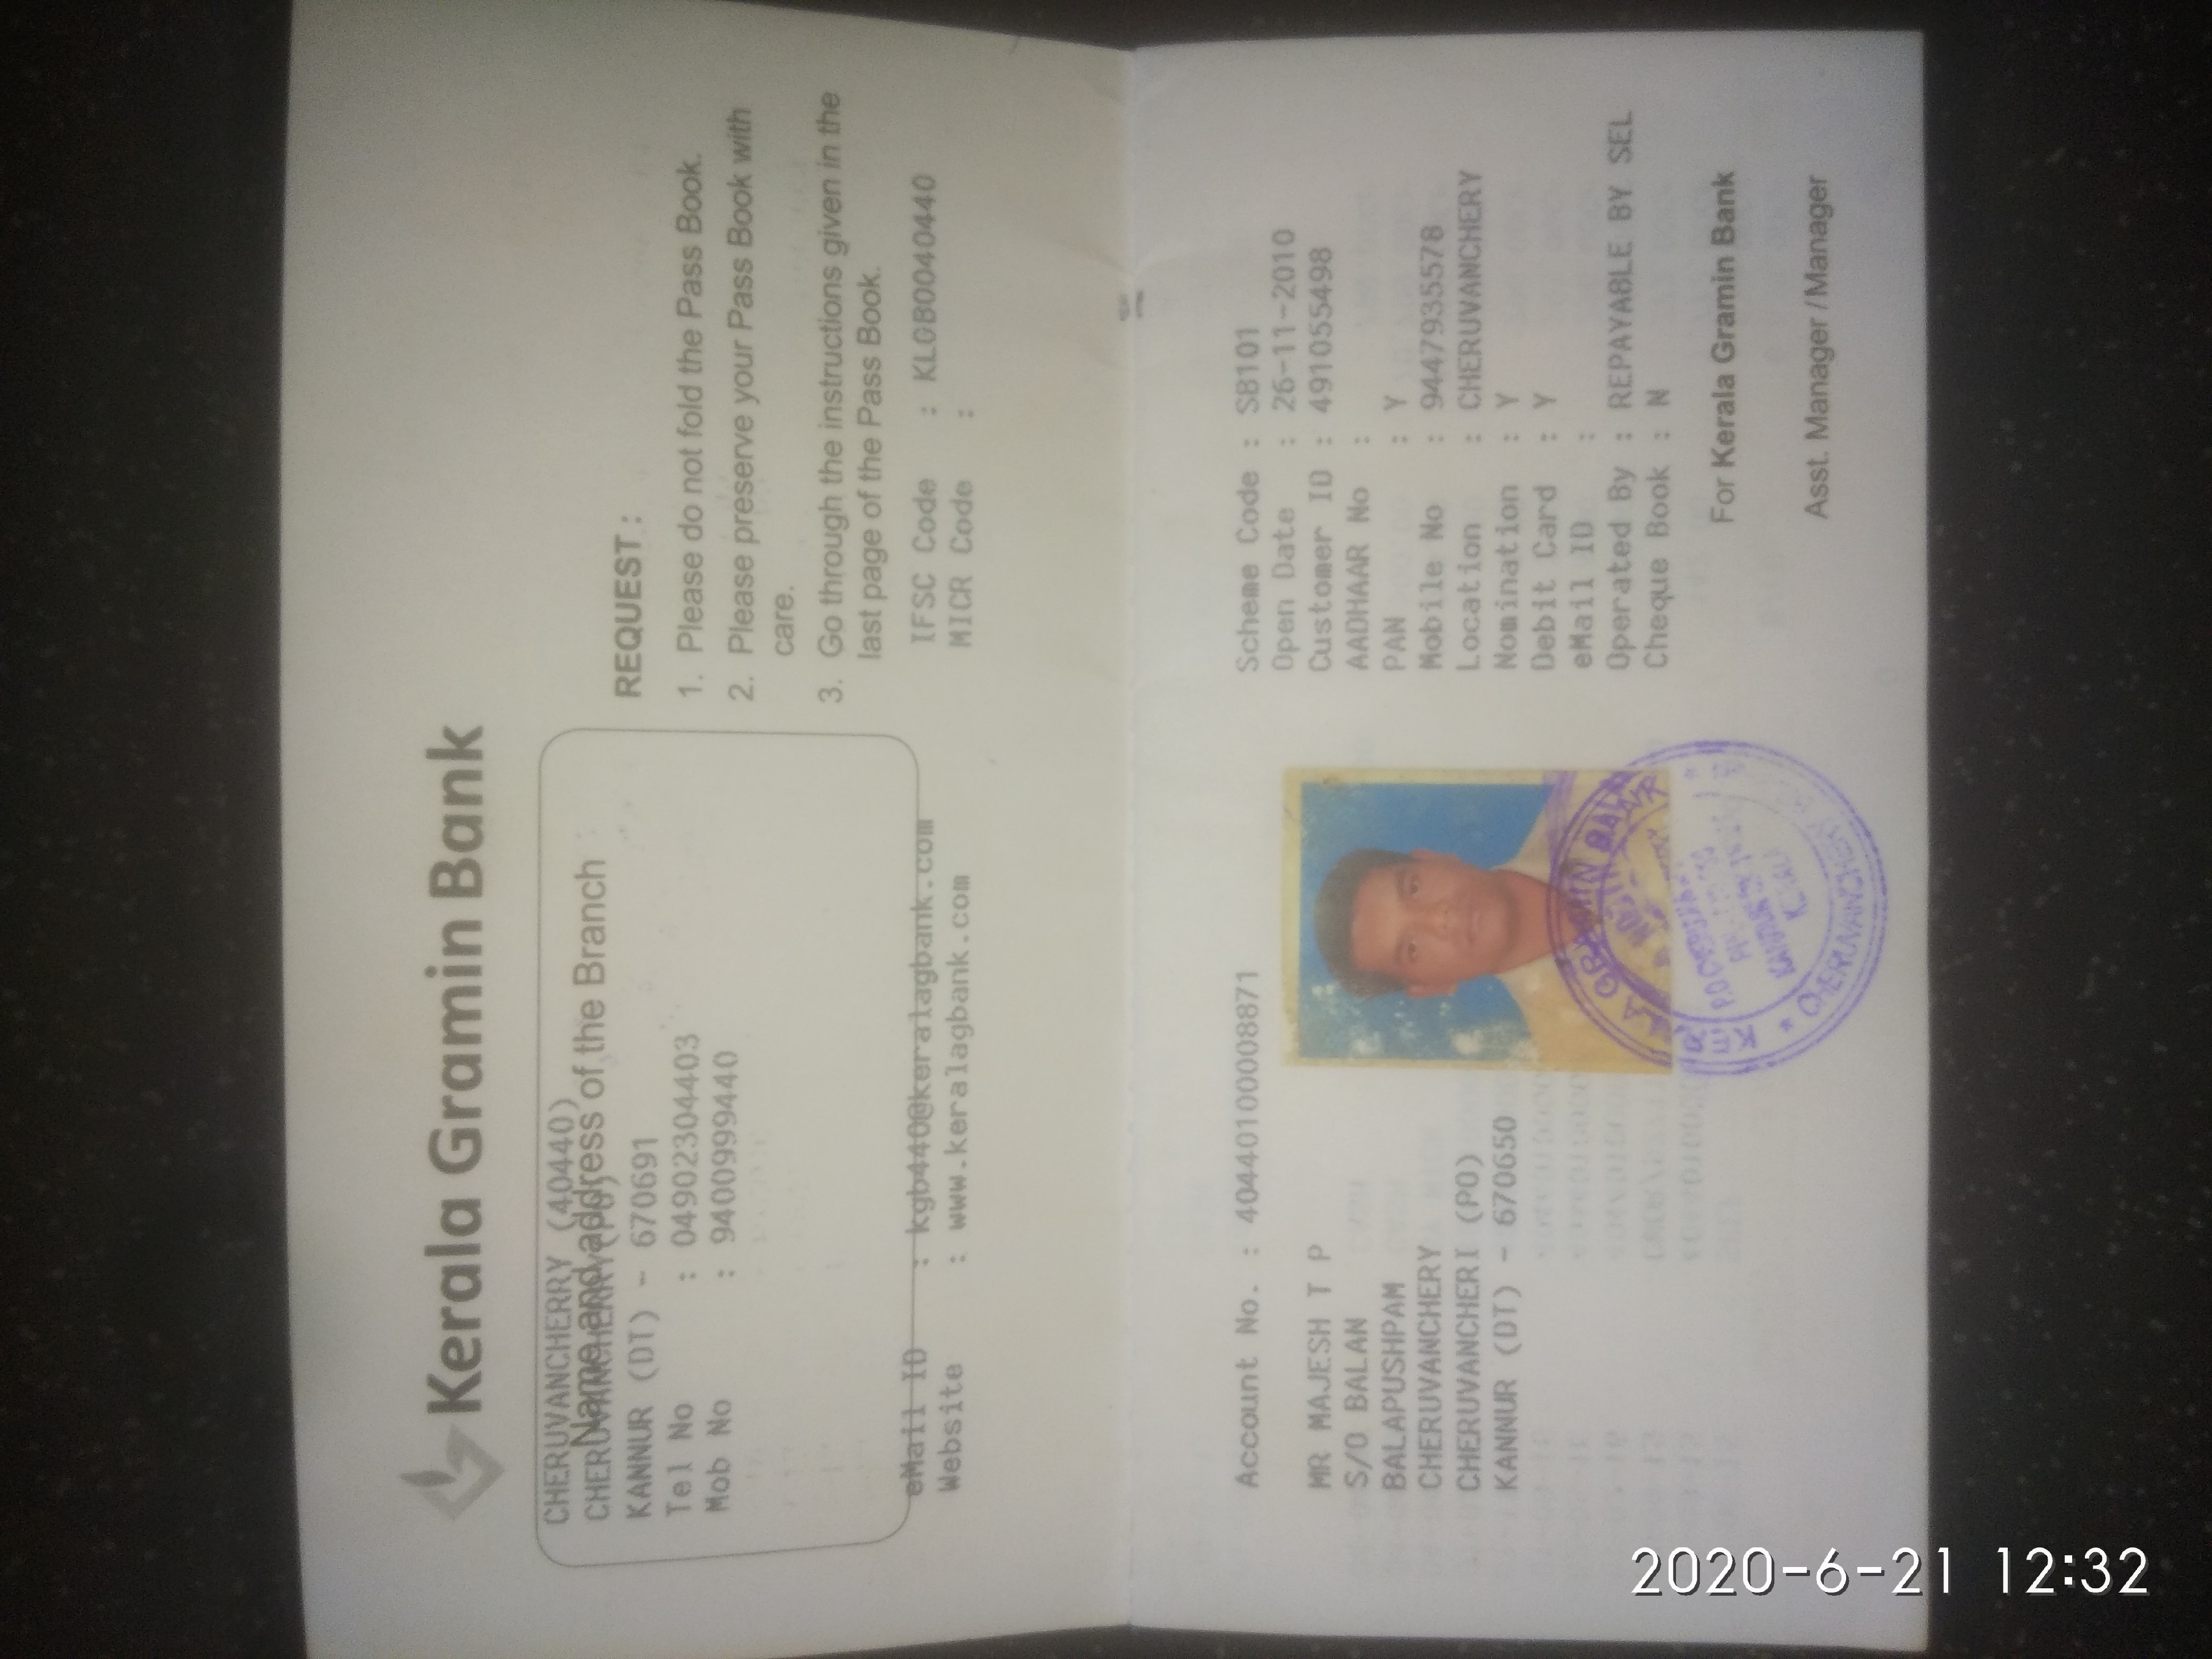 Kerala Gramin Bank
CHERUVANCHERRY (40440)
Name and address of the Branch
CHERUVANCHERRY (PO)
KANNUR (DT) - 670691
Tel No : 04902304403
Mob No : 9400999440
eMail ID : kgb4440@keralagbank.com
Website : www.keralagbank.com
REQUEST :
1. Please do not fold the Pass Book.
2. Please preserve your Pass Book with
care.
3. Go through the instructions given in the
last page of the Pass Book.
IFSC Code : KLGB0040440
MICR Code :
Account No. : 40440100008871
MR MAJESH T P
S/O BALAN
BALAPUSHPAM
CHERUVANCHERY
CHERUVANCHERI (PO)
KANNUR (DT) - 670650
Scheme Code : SB101
Open Date : 26-11-2010
Customer ID : 491055498
AADHAAR No :
PAN : Y
Mobile No : 9447935578
Location : CHERUVANCHERY
Nomination : Y
Debit Card : Y
eMail ID :
Operated By : REPAYABLE BY SEL
Cheque Book : N
For Kerala Gramin Bank
Asst. Manager / Manager
GRAMIN BANK
* CHERUVANCHERY
2020-6-21 12:32